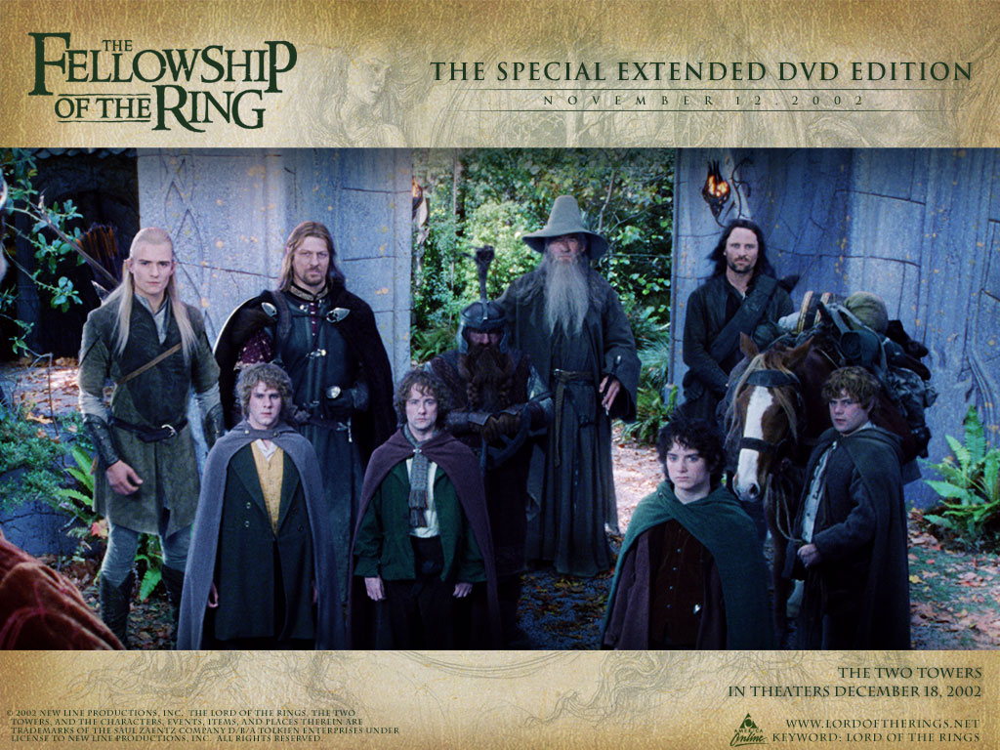 THE
FELLOWSHIP
OF THE RING
THE SPECIAL EXTENDED DVD EDITION
NOVEMBER 12, 2002
THE TWO TOWERS
IN THEATERS DECEMBER 18, 2002
© 2002 NEW LINE PRODUCTIONS, INC. THE LORD OF THE RINGS, THE TWO
TOWERS, AND THE CHARACTERS, EVENTS, ITEMS, AND PLACES THEREIN ARE
TRADEMARKS OF THE SAUL ZAENTZ COMPANY D/B/A TOLKIEN ENTERPRISES UNDER
LICENSE TO NEW LINE PRODUCTIONS, INC. ALL RIGHTS RESERVED.
AMERICA
Online
WWW.LORDOFTHERINGS.NET
KEYWORD: LORD OF THE RINGS